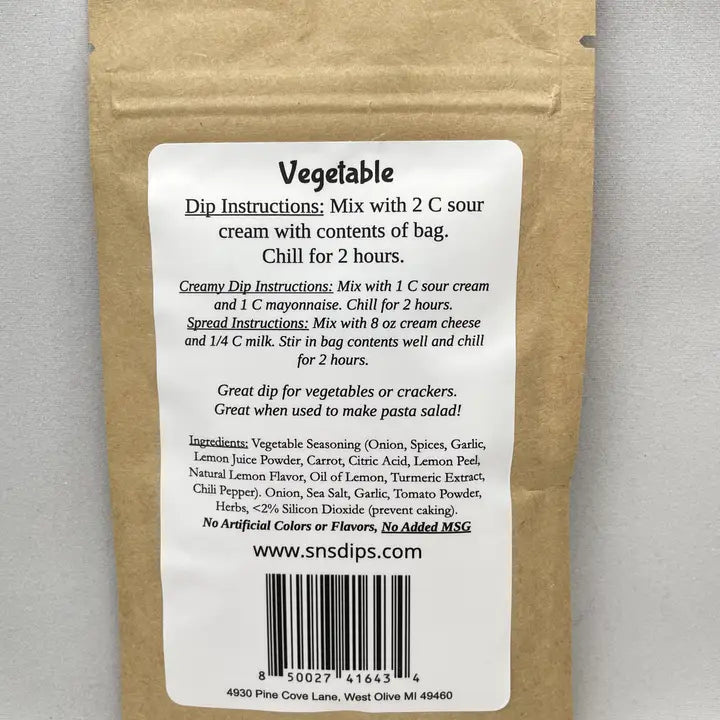 Vegetable
Dip Instructions: Mix with 2 C sour
cream with contents of bag.
Chill for 2 hours.
Creamy Dip Instructions: Mix with 1 C sour cream
and 1 C mayonnaise. Chill for 2 hours.
Spread Instructions: Mix with 8 oz cream cheese
and 1/4 C milk. Stir in bag contents well and chill
for 2 hours.
Great dip for vegetables or crackers.
Great when used to make pasta salad!
Ingredients: Vegetable Seasoning (Onion, Spices, Garlic,
Lemon Juice Powder, Carrot, Citric Acid, Lemon Peel,
Natural Lemon Flavor, Oil of Lemon, Turmeric Extract,
Chili Pepper). Onion, Sea Salt, Garlic, Tomato Powder,
Herbs, <2% Silicon Dioxide (prevent caking).
No Artificial Colors or Flavors, No Added MSG
www.snsdips.com
8 50027 41643 4
4930 Pine Cove Lane, West Olive MI 49460